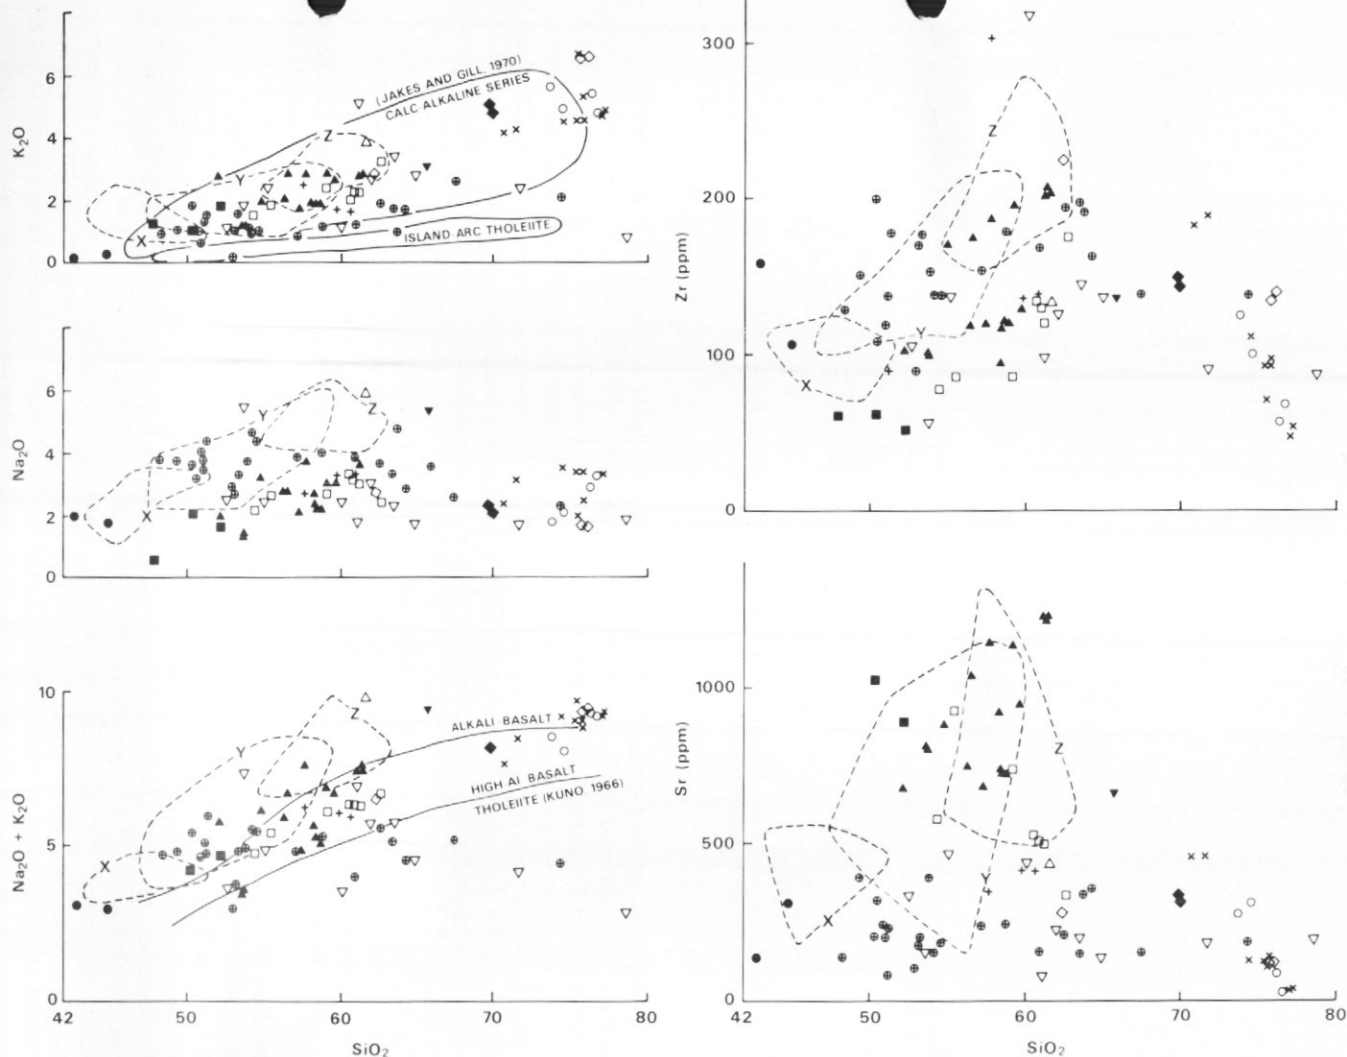 6
4
2
0
K₂O
(JAKES AND GILL, 1970)
CALC-ALKALINE SERIES
ISLAND ARC THOLEIITE
X
Y
Z
6
4
2
0
Na₂O
X
Y
Z
10
5
0
Na₂O + K₂O
ALKALI BASALT
HIGH Al BASALT
THOLEIITE (KUNO. 1966)
X
Y
Z
42
50
60
70
80
SiO₂
300
200
100
0
Zr (ppm)
X
Y
Z
1000
500
0
Sr (ppm)
X
Y
Z
42
50
60
70
80
SiO₂